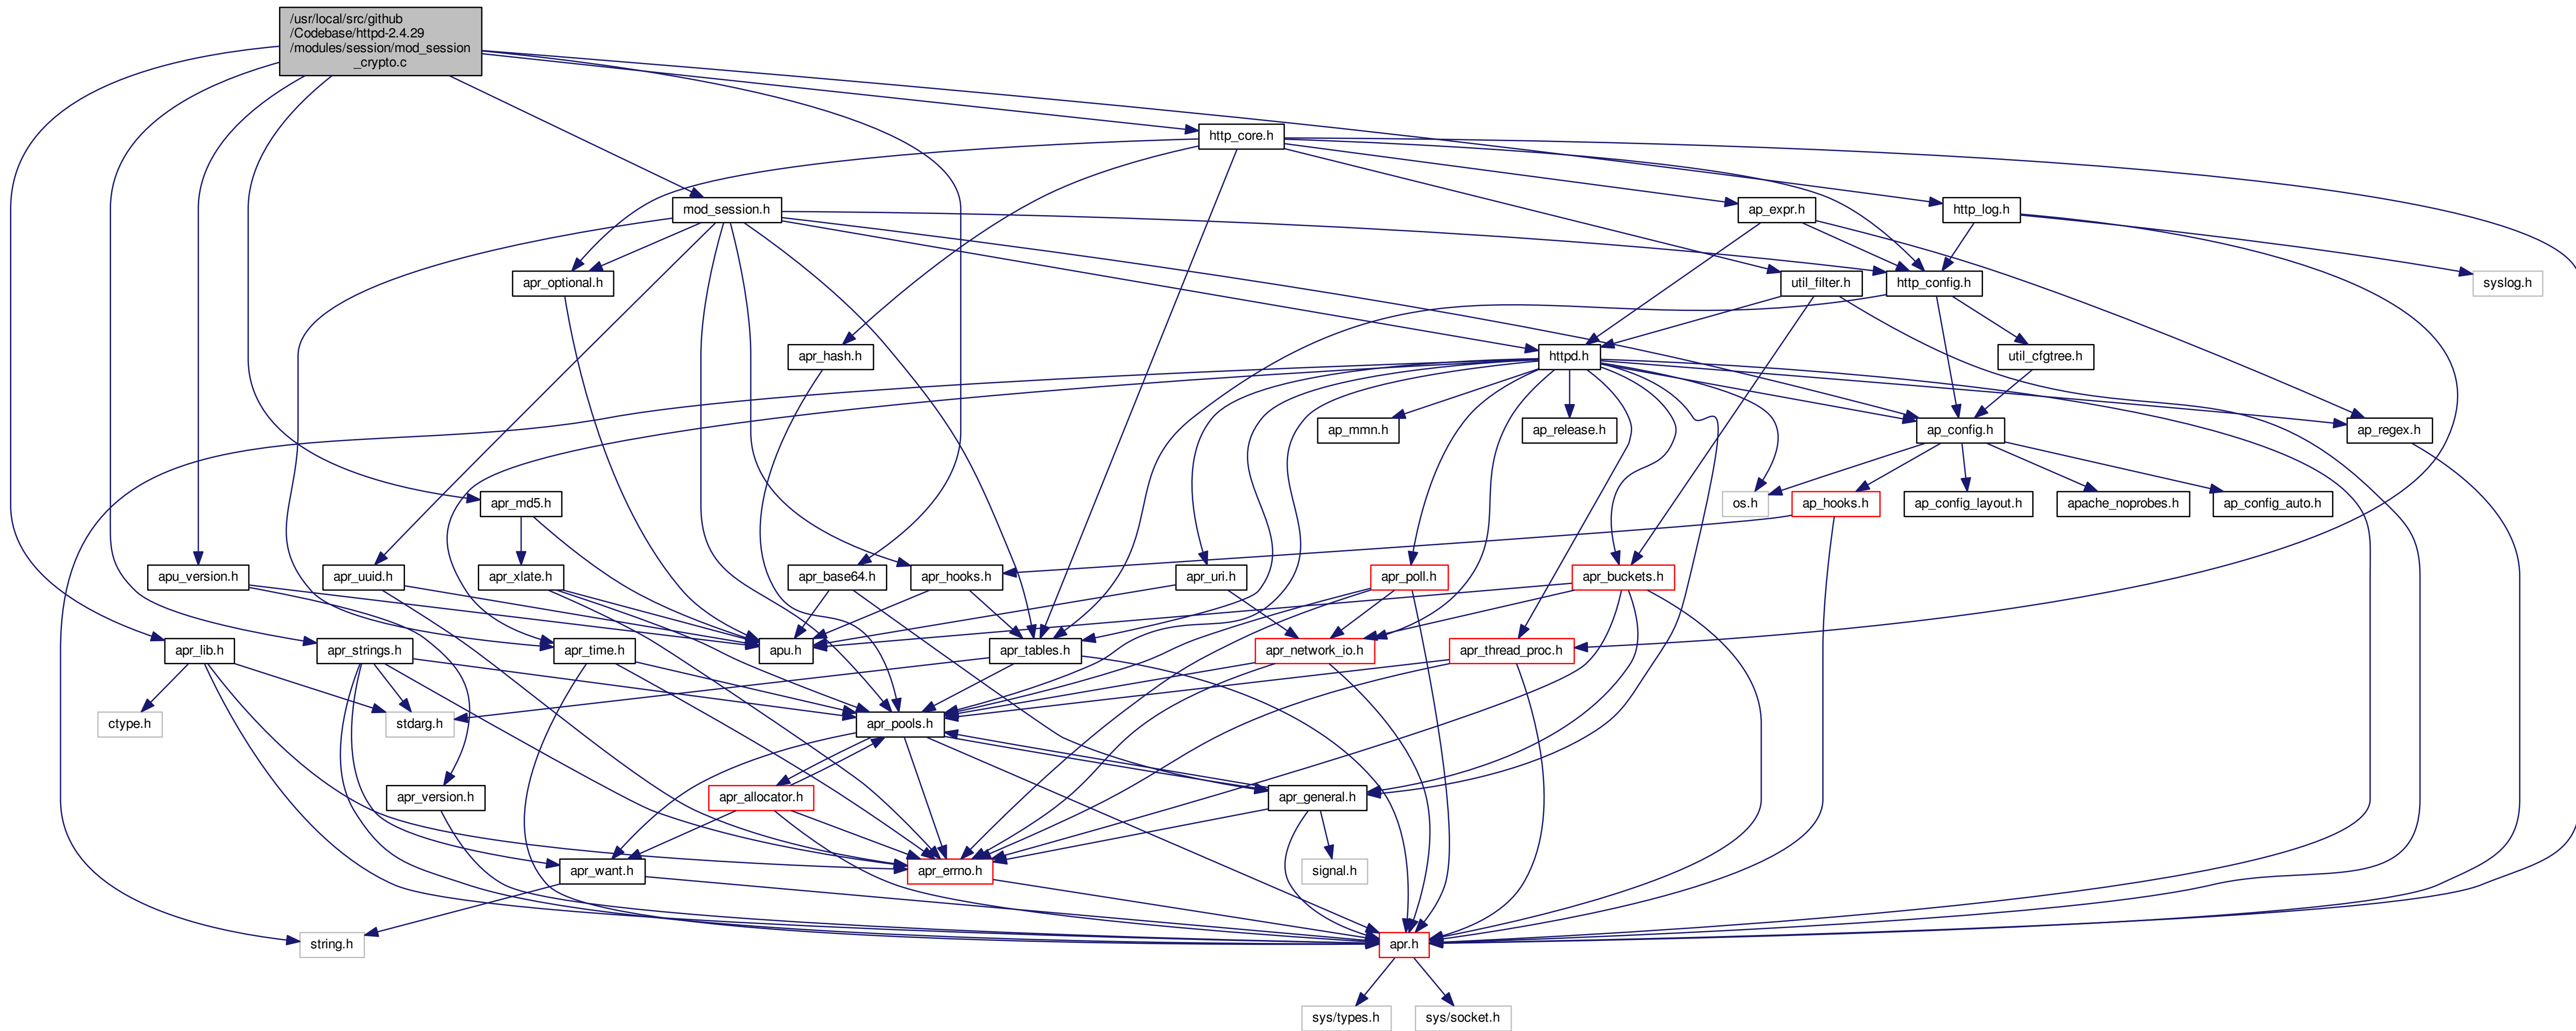 /usr/local/src/github
/Codebase/httpd-2.4.29
/modules/session/mod_session
_crypto.c
http_core.h
mod_session.h
ap_expr.h
http_log.h
apr_optional.h
util_filter.h
http_config.h
syslog.h
apr_hash.h
httpd.h
util_cfgtree.h
ap_mmn.h
ap_release.h
ap_config.h
ap_regex.h
apr_md5.h
os.h
ap_hooks.h
ap_config_layout.h
apache_noprobes.h
ap_config_auto.h
apu_version.h
apr_uuid.h
apr_xlate.h
apr_base64.h
apr_hooks.h
apr_uri.h
apr_poll.h
apr_buckets.h
apr_lib.h
apr_strings.h
apr_time.h
apu.h
apr_tables.h
apr_network_io.h
apr_thread_proc.h
ctype.h
stdarg.h
apr_pools.h
apr_version.h
apr_allocator.h
apr_general.h
apr_want.h
apr_errno.h
signal.h
string.h
apr.h
sys/types.h
sys/socket.h